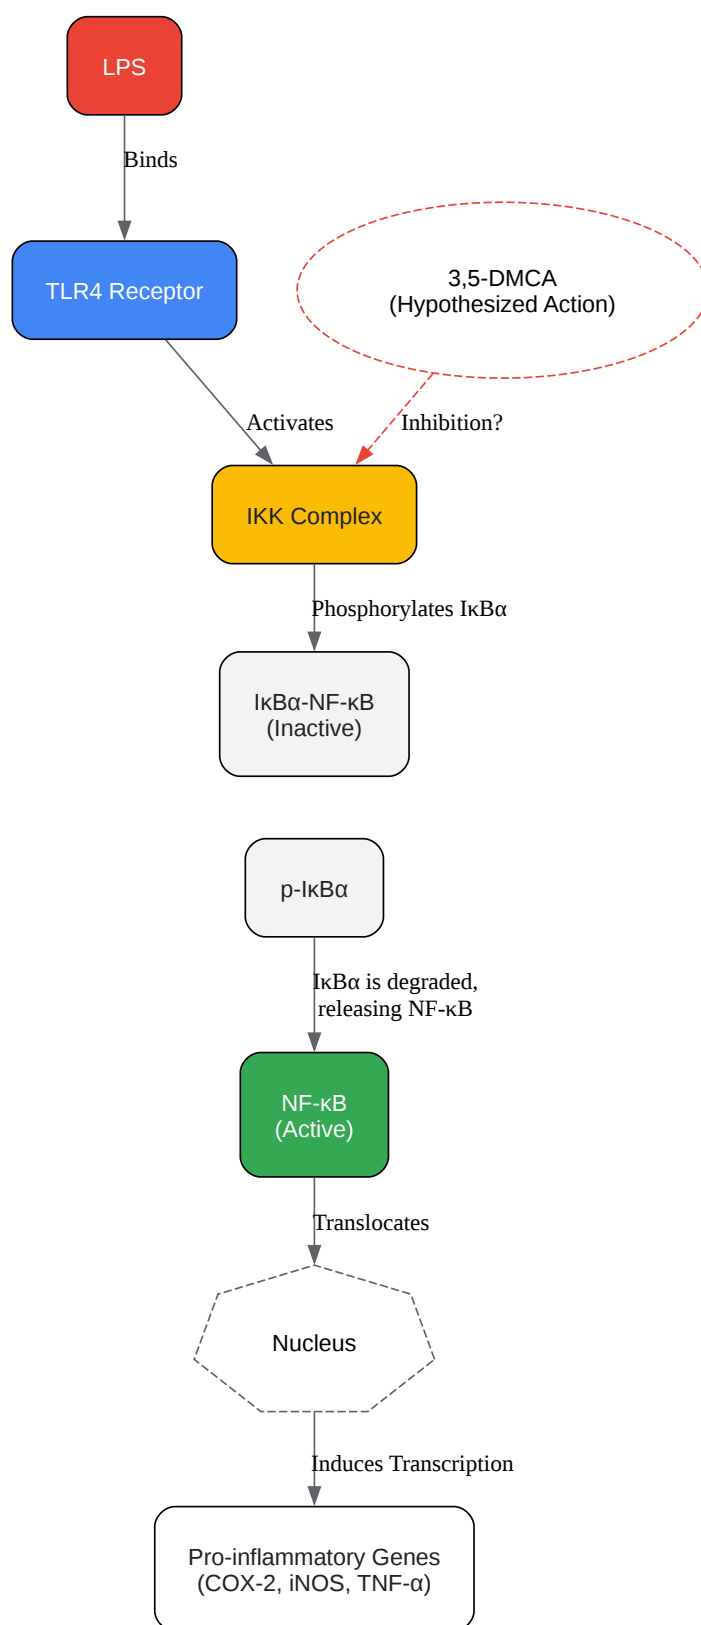 LPS
Binds
TLR4 Receptor
3,5-DMCA
(Hypothesized Action)
Activates
Inhibition?
IKK Complex
Phosphorylates IκBα
IκBα-NF-κB
(Inactive)
p-IκBα
IκBα is degraded,
releasing NF-κB
NF-κB
(Active)
Translocates
Nucleus
Induces Transcription
Pro-inflammatory Genes
(COX-2, iNOS, TNF-α)